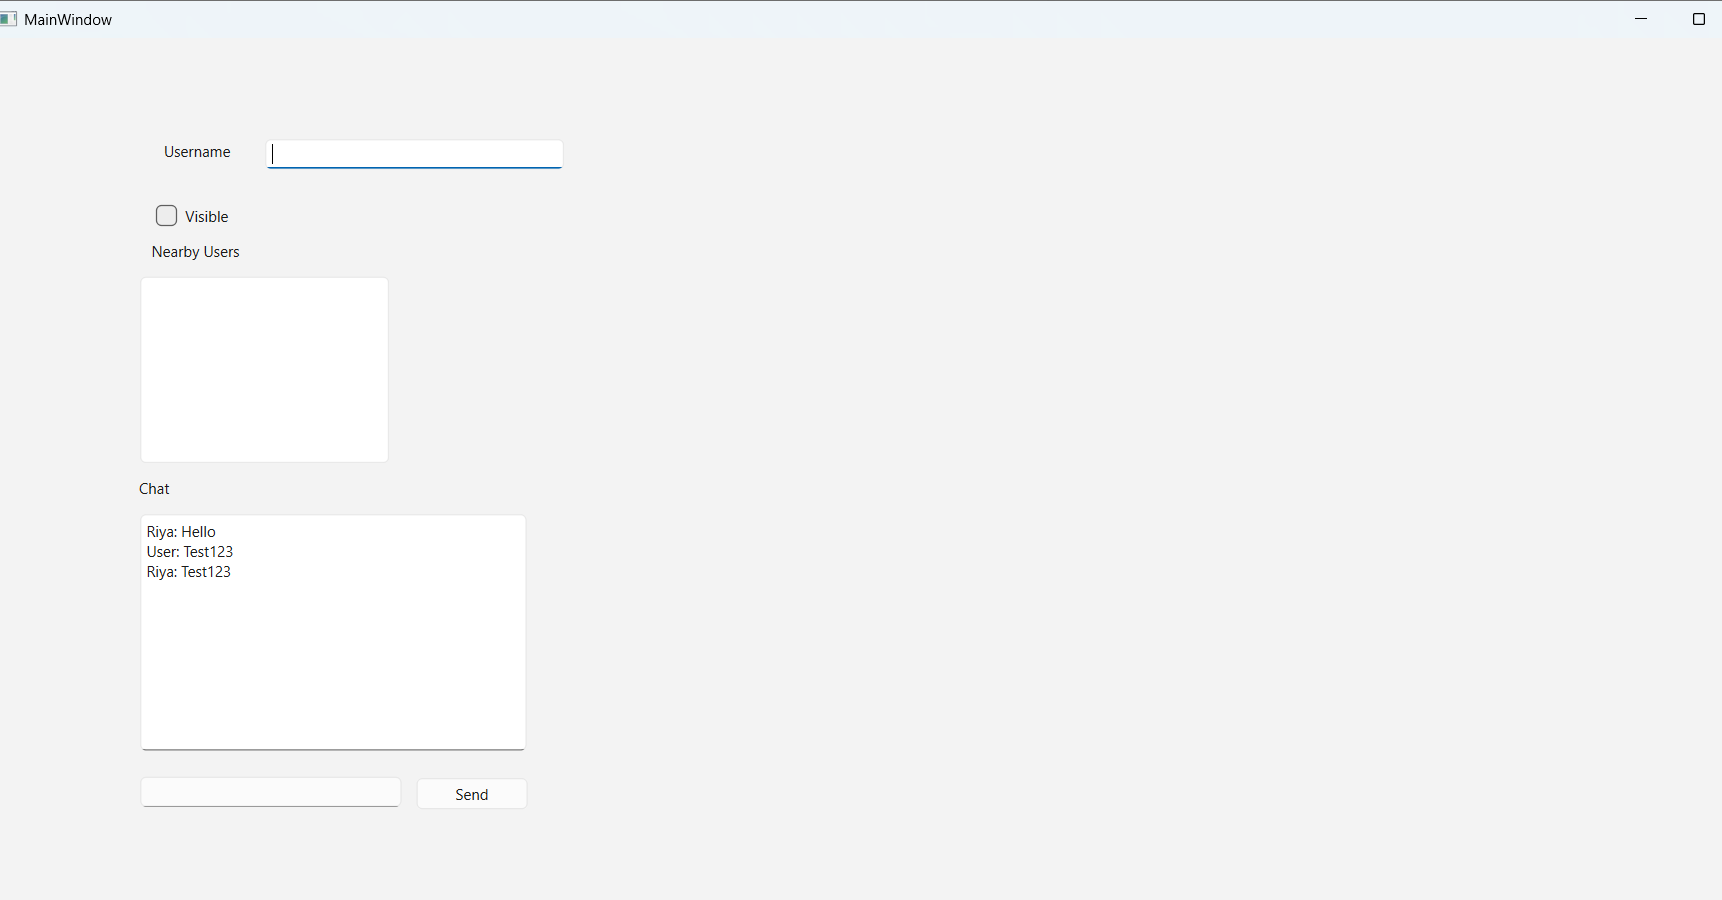 MainWindow
Username
Visible
Nearby Users
Chat
Riya: Hello
User: Test123
Riya: Test123
Send